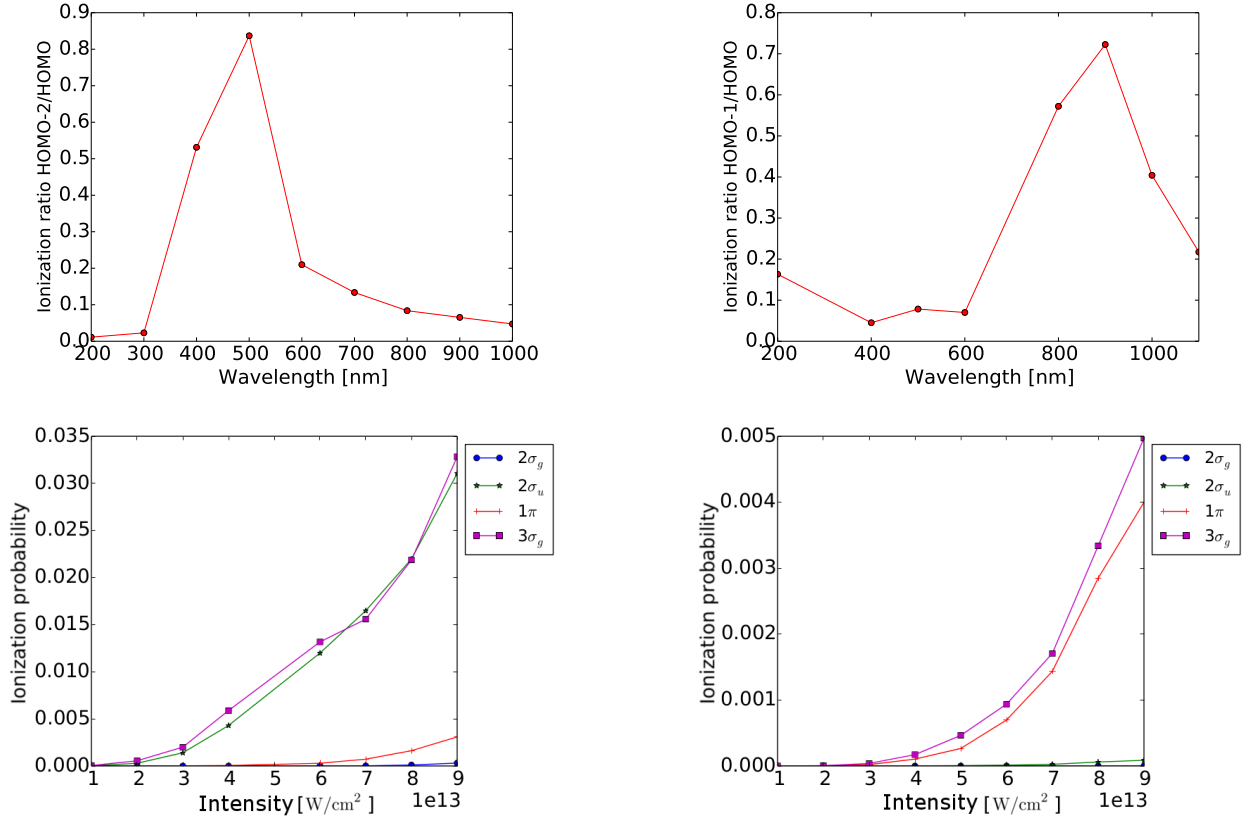 Ionization ratio HOMO-2/HOMO
0.9
0.8
0.7
0.6
0.5
0.4
0.3
0.2
0.1
0.0
200 300 400 500 600 700 800 900 1000
Wavelength [nm]
Ionization ratio HOMO-1/HOMO
0.8
0.7
0.6
0.5
0.4
0.3
0.2
0.1
0.0
200 400 600 800 1000
Wavelength [nm]
Ionization probability
0.035
0.030
0.025
0.020
0.015
0.010
0.005
0.000
1 2 3 4 5 6 7 8 9
1e13
Intensity [W/cm²]
2σg
2σu
1π
3σg
Ionization probability
0.005
0.004
0.003
0.002
0.001
0.000
1 2 3 4 5 6 7 8 9
1e13
Intensity [W/cm²]
2σg
2σu
1π
3σg